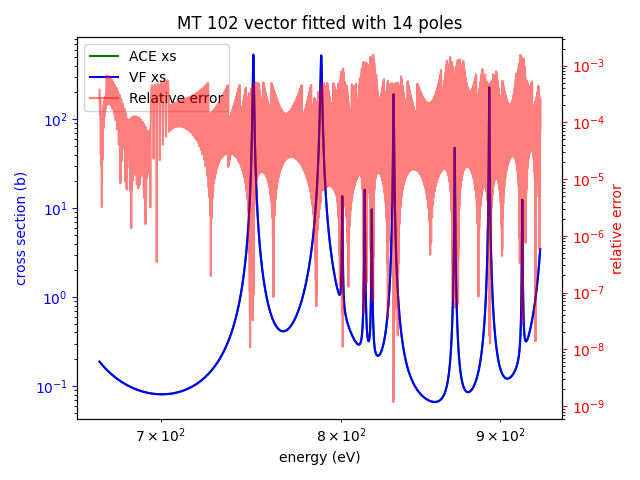 MT 102 vector fitted with 14 poles
ACE xs
VF xs
Relative error
10²
10¹
10⁰
10⁻¹
cross section (b)
10⁻³
10⁻⁴
10⁻⁵
10⁻⁶
10⁻⁷
10⁻⁸
10⁻⁹
relative error
7 × 10² 8 × 10² 9 × 10²
energy (eV)